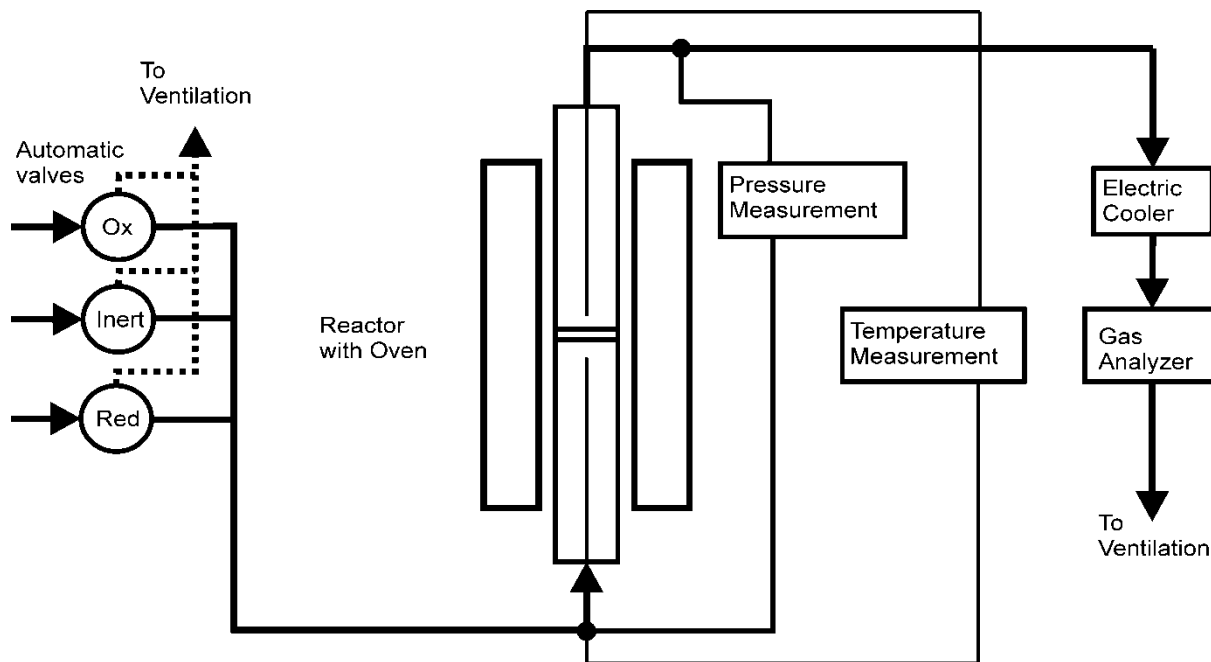 To
Ventilation
Automatic
valves
Ox
Inert
Red
Reactor
with Oven
Pressure
Measurement
Temperature
Measurement
Electric
Cooler
Gas
Analyzer
To
Ventilation